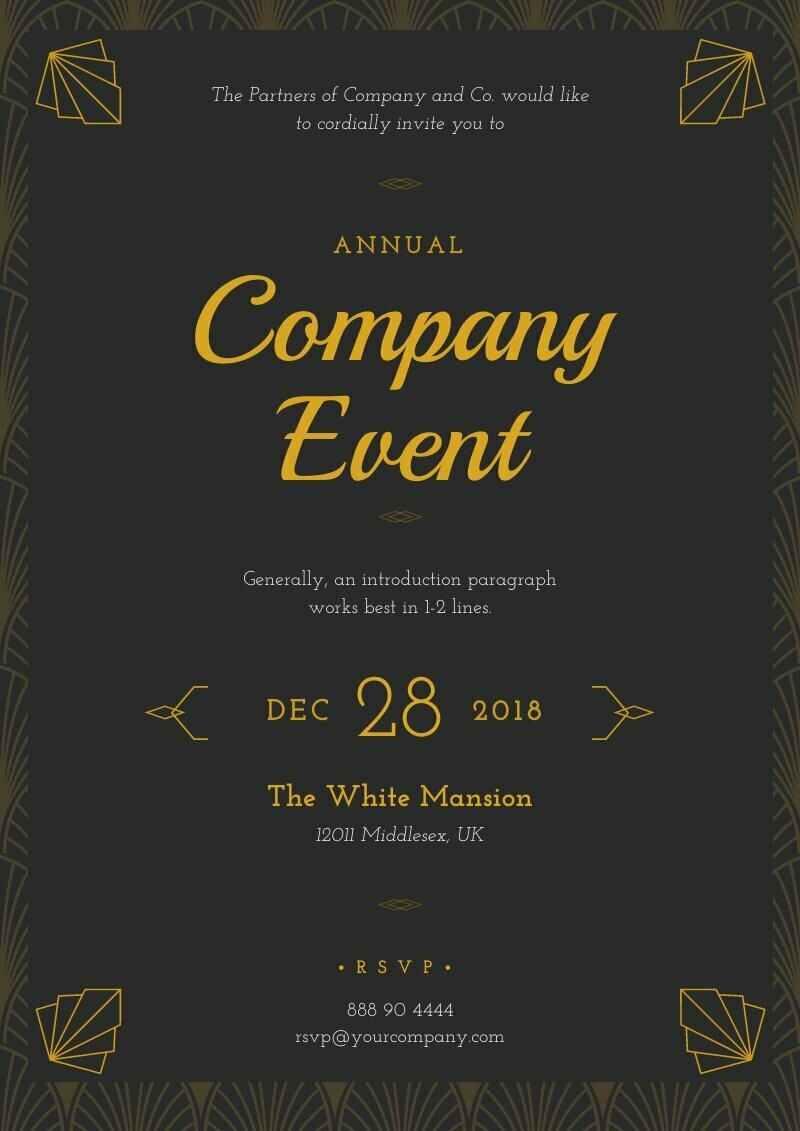 The Partners of Company and Co. would like
to cordially invite you to
ANNUAL
Company
Event
Generally, an introduction paragraph
works best in 1-2 lines.
DEC 28 2018
The White Mansion
12011 Middlesex, UK
• RSVP •
888 90 4444
rsvp@yourcompany.com